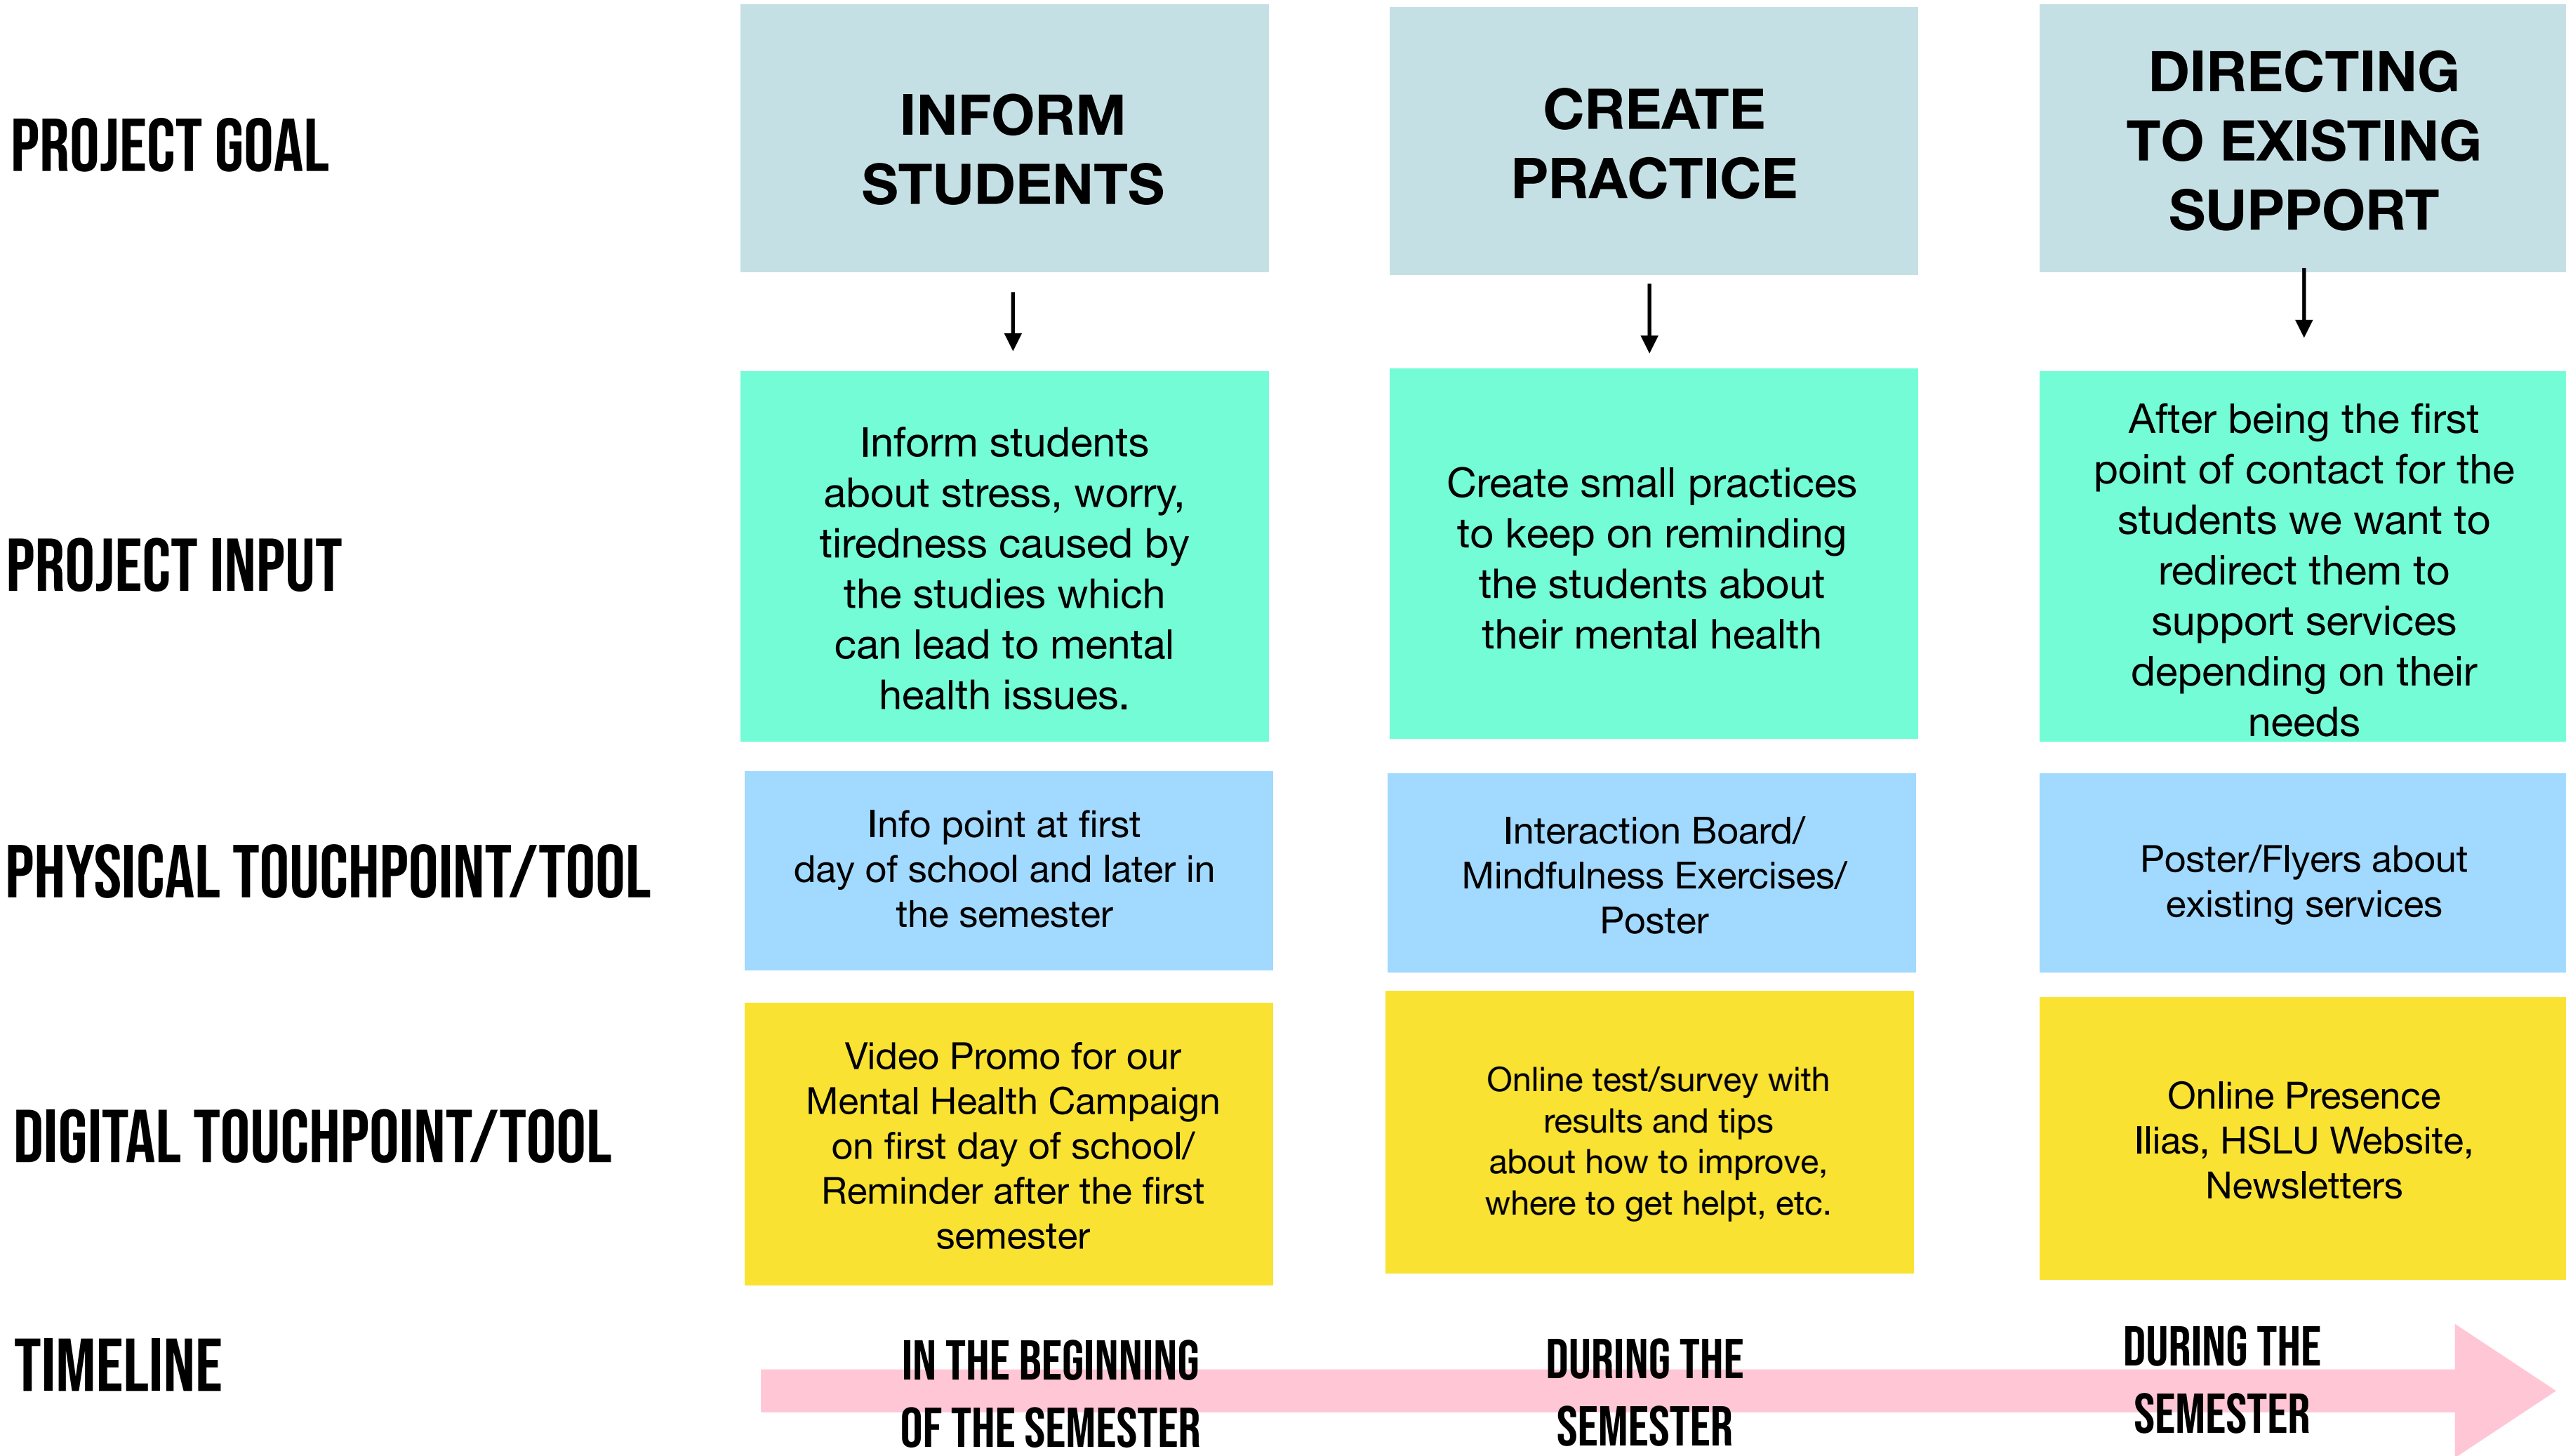 PROJECT GOAL
INFORM
STUDENTS
CREATE
PRACTICE
DIRECTING
TO EXISTING
SUPPORT
PROJECT INPUT
Inform students
about stress, worry,
tiredness caused by
the studies which
can lead to mental
health issues.
Create small practices
to keep on reminding
the students about
their mental health
After being the first
point of contact for the
students we want to
redirect them to
support services
depending on their
needs
PHYSICAL TOUCHPOINT/TOOL
Info point at first
day of school and later in
the semester
Interaction Board/
Mindfulness Exercises/
Poster
Poster/Flyers about
existing services
DIGITAL TOUCHPOINT/TOOL
Video Promo for our
Mental Health Campaign
on first day of school/
Reminder after the first
semester
Online test/survey with
results and tips
about how to improve,
where to get helpt, etc.
Online Presence
Ilias, HSLU Website,
Newsletters
TIMELINE
IN THE BEGINNING
OF THE SEMESTER
DURING THE
SEMESTER
DURING THE
SEMESTER